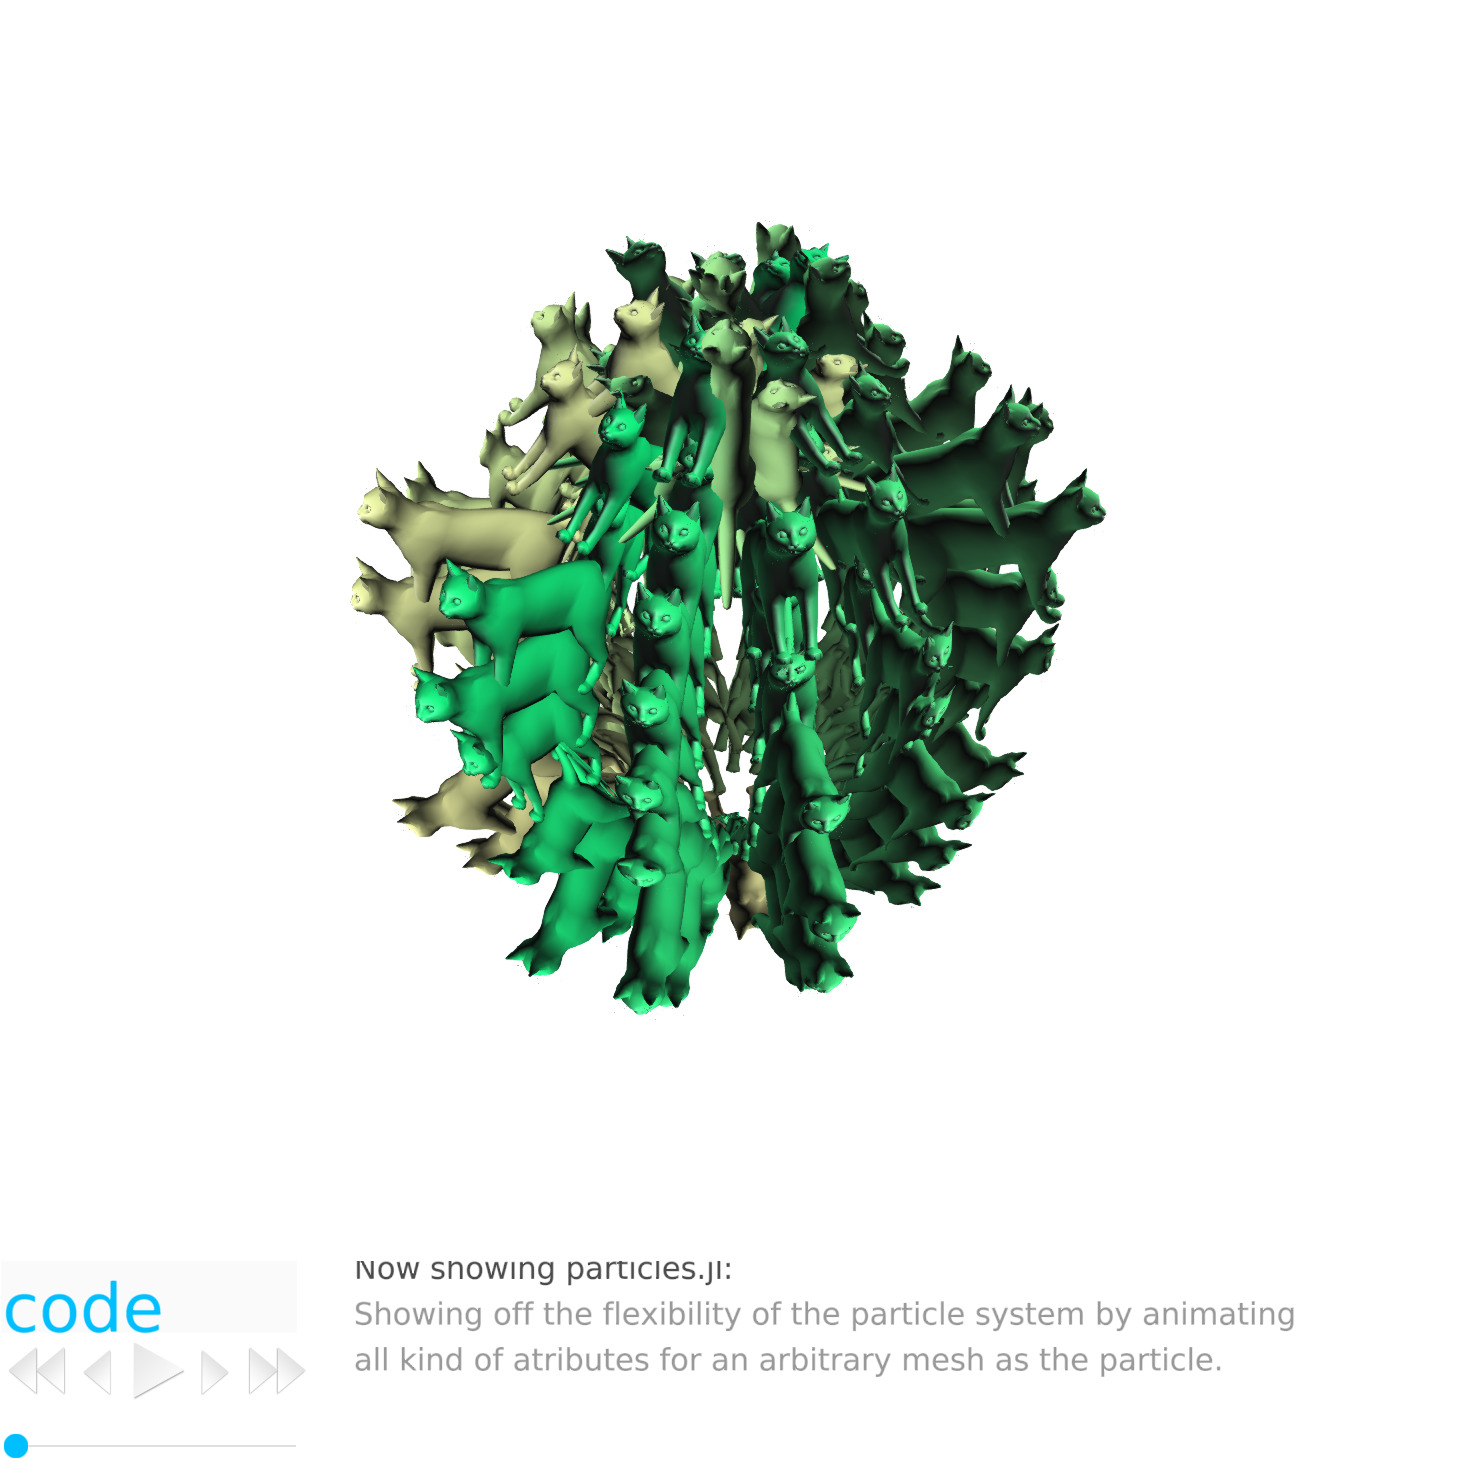 Now showing particles.jl:
code
Showing off the flexibility of the particle system by animating
all kind of atributes for an arbitrary mesh as the particle.